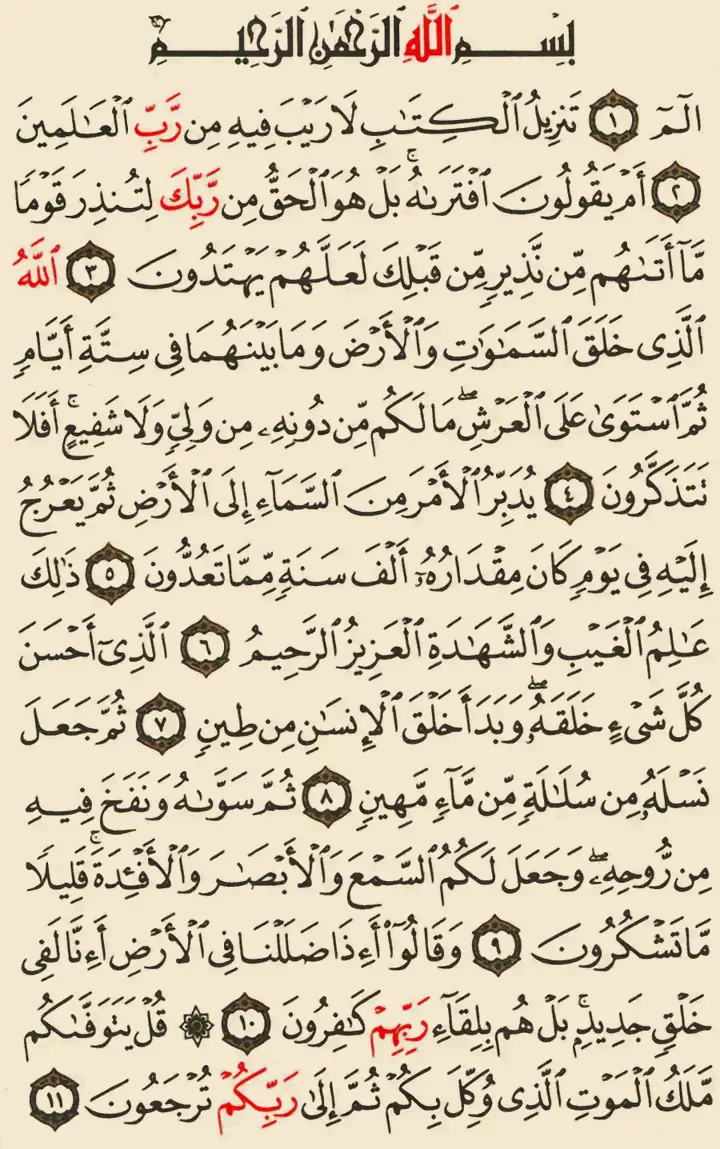 بِسْمِ ٱللَّهِ ٱلرَّحْمَٰنِ ٱلرَّحِيمِ
الٓمٓ ١ تَنزِيلُ ٱلْكِتَٰبِ لَا رَيْبَ فِيهِ مِن رَّبِّ ٱلْعَٰلَمِينَ
٢ أَمْ يَقُولُونَ ٱفْتَرَىٰهُ ۚ بَلْ هُوَ ٱلْحَقُّ مِن رَّبِّكَ لِتُنذِرَ قَوْمًا
مَّآ أَتَىٰهُم مِّن نَّذِيرٍ مِّن قَبْلِكَ لَعَلَّهُمْ يَهْتَدُونَ ٣ ٱللَّهُ
ٱلَّذِى خَلَقَ ٱلسَّمَٰوَٰتِ وَٱلْأَرْضَ وَمَا بَيْنَهُمَا فِى سِتَّةِ أَيَّامٍ
ثُمَّ ٱسْتَوَىٰ عَلَى ٱلْعَرْشِ ۖ مَا لَكُم مِّن دُونِهِۦ مِن وَلِىٍّ وَلَا شَفِيعٍ ۚ أَفَلَا
تَتَذَكَّرُونَ ٤ يُدَبِّرُ ٱلْأَمْرَ مِنَ ٱلسَّمَآءِ إِلَى ٱلْأَرْضِ ثُمَّ يَعْرُجُ
إِلَيْهِ فِى يَوْمٍ كَانَ مِقْدَارُهُۥٓ أَلْفَ سَنَةٍ مِّمَّا تَعُدُّونَ ٥ ذَٰلِكَ
عَٰلِمُ ٱلْغَيْبِ وَٱلشَّهَٰدَةِ ٱلْعَزِيزُ ٱلرَّحِيمُ ٦ ٱلَّذِىٓ أَحْسَنَ
كُلَّ شَىْءٍ خَلَقَهُۥ ۖ وَبَدَأَ خَلْقَ ٱلْإِنسَٰنِ مِن طِينٍ ٧ ثُمَّ جَعَلَ
نَسْلَهُۥ مِن سُلَٰلَةٍ مِّن مَّآءٍ مَّهِينٍ ٨ ثُمَّ سَوَّىٰهُ وَنَفَخَ فِيهِ
مِن رُّوحِهِۦ ۖ وَجَعَلَ لَكُمُ ٱلسَّمْعَ وَٱلْأَبْصَٰرَ وَٱلْأَفْـِٔدَةَ ۚ قَلِيلًا
مَّا تَشْكُرُونَ ٩ وَقَالُوٓا۟ أَءِذَا ضَلَلْنَا فِى ٱلْأَرْضِ أَءِنَّا لَفِى
خَلْقٍ جَدِيدٍۭ ۚ بَلْ هُم بِلِقَآءِ رَبِّهِمْ كَٰفِرُونَ ١٠ ۞ قُلْ يَتَوَفَّىٰكُم
مَّلَكُ ٱلْمَوْتِ ٱلَّذِى وُكِّلَ بِكُمْ ثُمَّ إِلَىٰ رَبِّكُمْ تُرْجَعُونَ ١١